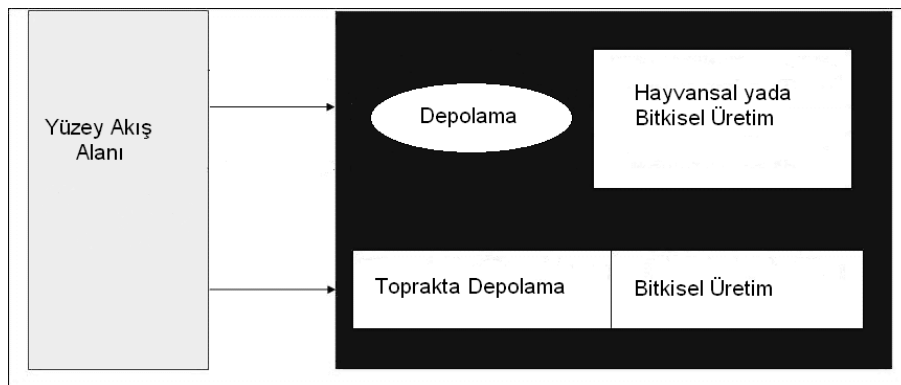 Yüzey Akış
Alanı
Depolama
Hayvansal yada
Bitkisel Üretim
Toprakta Depolama
Bitkisel Üretim